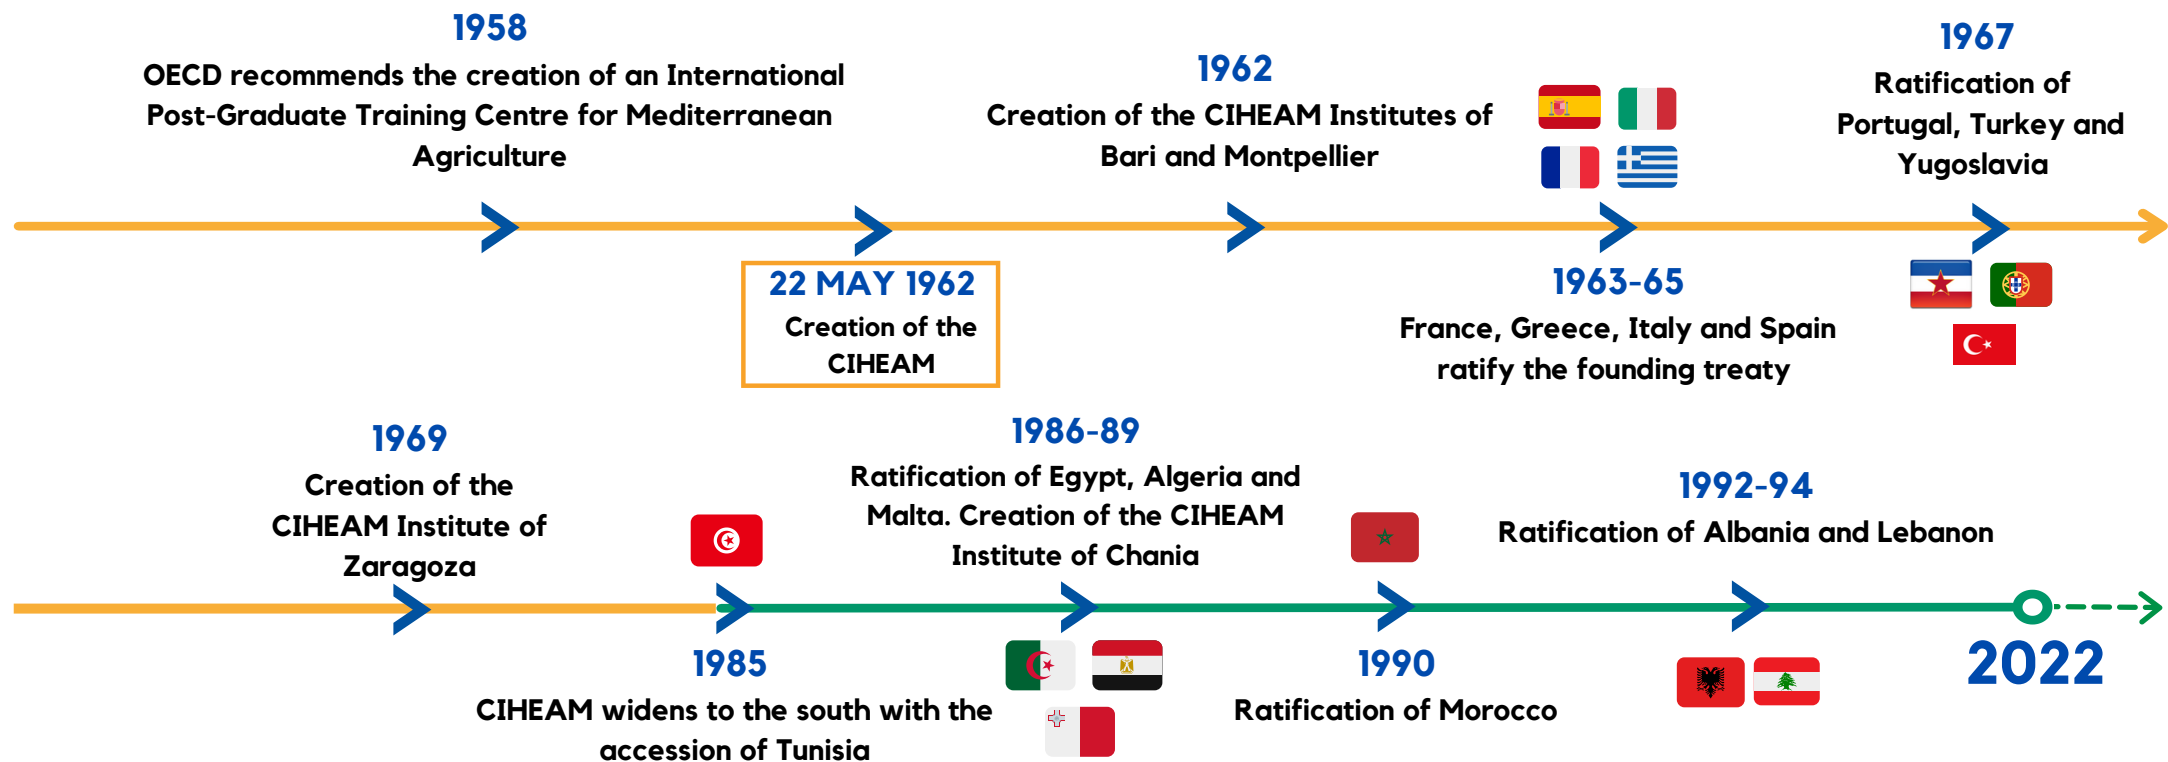 1958
OECD recommends the creation of an International
Post-Graduate Training Centre for Mediterranean
Agriculture
22 MAY 1962
Creation of the
CIHEAM
1962
Creation of the CIHEAM Institutes of
Bari and Montpellier
1963-65
France, Greece, Italy and Spain
ratify the founding treaty
1967
Ratification of
Portugal, Turkey and
Yugoslavia
1969
Creation of the
CIHEAM Institute of
Zaragoza
1985
CIHEAM widens to the south with the
accession of Tunisia
1986-89
Ratification of Egypt, Algeria and
Malta. Creation of the CIHEAM
Institute of Chania
1990
Ratification of Morocco
1992-94
Ratification of Albania and Lebanon
2022